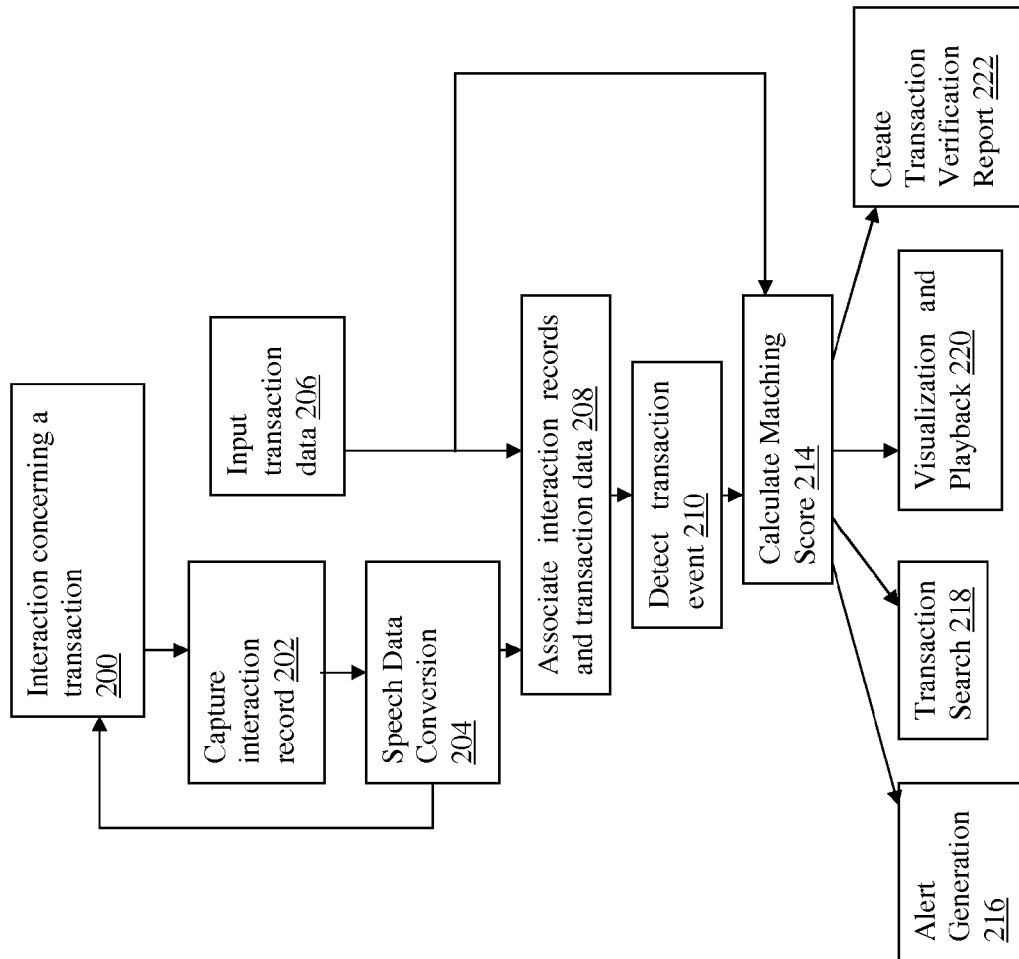 Interaction concerning a
transaction
200
Capture
interaction
record 202
Input
transaction
data 206
Speech Data
Conversion
204
Associate interaction records
and transaction data 208
Detect transaction
event 210
Calculate Matching
Score 214
Alert
Generation
216
Transaction
Search 218
Visualization and
Playback 220
Create
Transaction
Verification
Report 222